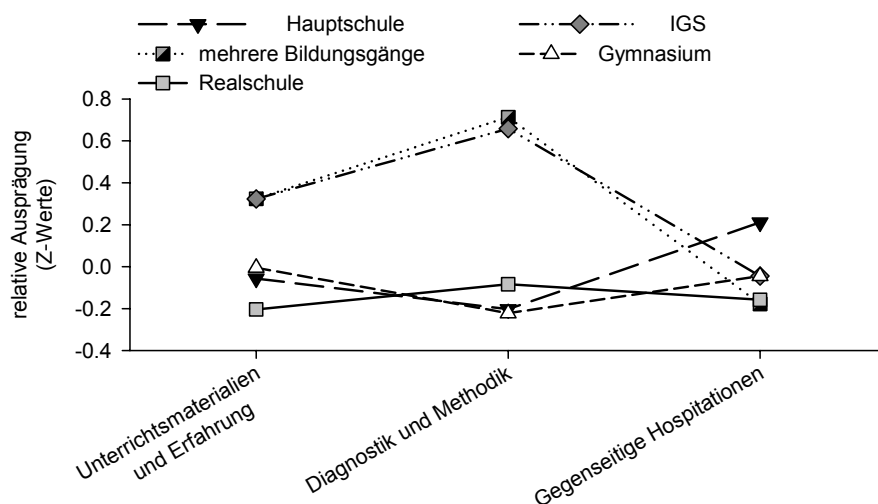 Hauptschule
IGS
mehrere Bildungsgänge
Gymnasium
Realschule
relative Ausprägung
(Z-Werte)
0.8
0.6
0.4
0.2
0.0
-0.2
-0.4
Unterrichtsmaterialien
und Erfahrung
Diagnostik und Methodik
Gegenseitige Hospitationen